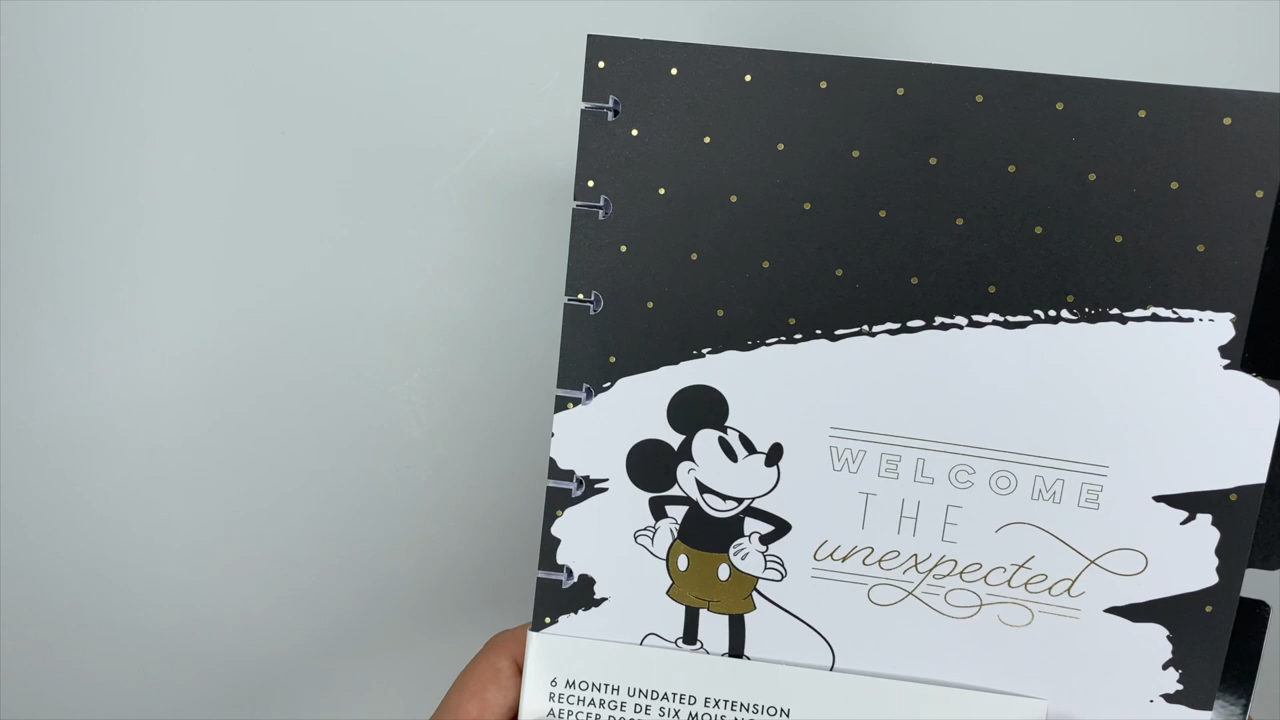 WELCOME
THE
unexpected
6 MONTH UNDATED EXTENSION
RECHARGE DE SIX MOIS